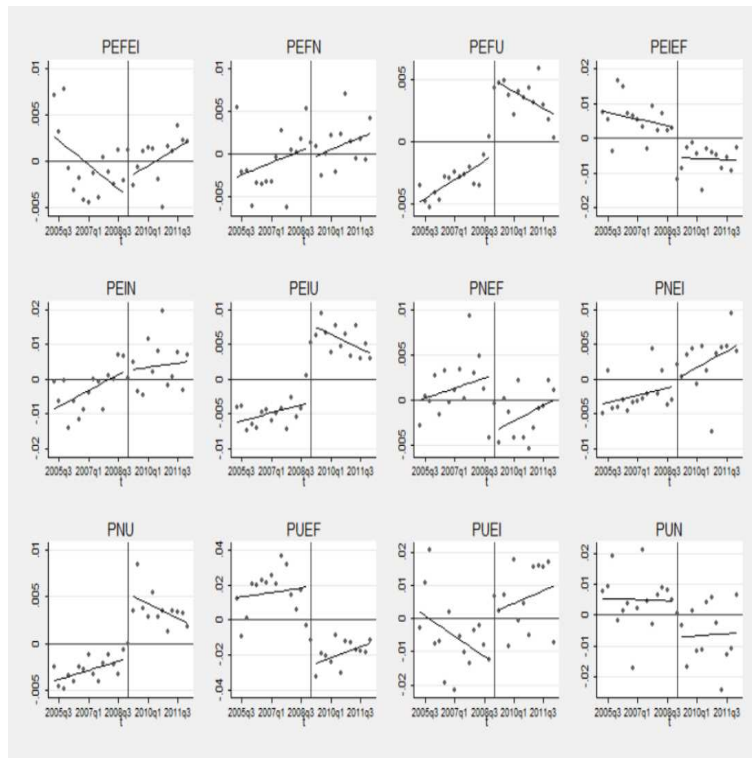 PEFEI PEFN PEFU PEIEF
.01 .01 .005 .02
.005 .005 0 .01
0 0 -.005 0
-.005 -.005 -.01
-.02
2005q3 2007q1 2008q3 2010q1 2011q3 2005q3 2007q1 2008q3 2010q1 2011q3 2005q3 2007q1 2008q3 2010q1 2011q3 2005q3 2007q1 2008q3 2010q1 2011q3
t t t t
PEIN PEIU PNEF PNEI
.02 .01 .01 .01
.01 .005 .005 .005
0 0 0 0
-.01 -.005 -.005 -.005
-.02 -.01 -.01
2005q3 2007q1 2008q3 2010q1 2011q3 2005q3 2007q1 2008q3 2010q1 2011q3 2005q3 2007q1 2008q3 2010q1 2011q3 2005q3 2007q1 2008q3 2010q1 2011q3
t t t t
PNU PUEF PUEI PUN
.01 .04 .02 .02
.005 .02 .01 .01
0 0 0 0
-.005 -.02 -.01 -.01
-.04 -.02 -.02
2005q3 2007q1 2008q3 2010q1 2011q3 2005q3 2007q1 2008q3 2010q1 2011q3 2005q3 2007q1 2008q3 2010q1 2011q3 2005q3 2007q1 2008q3 2010q1 2011q3
t t t t